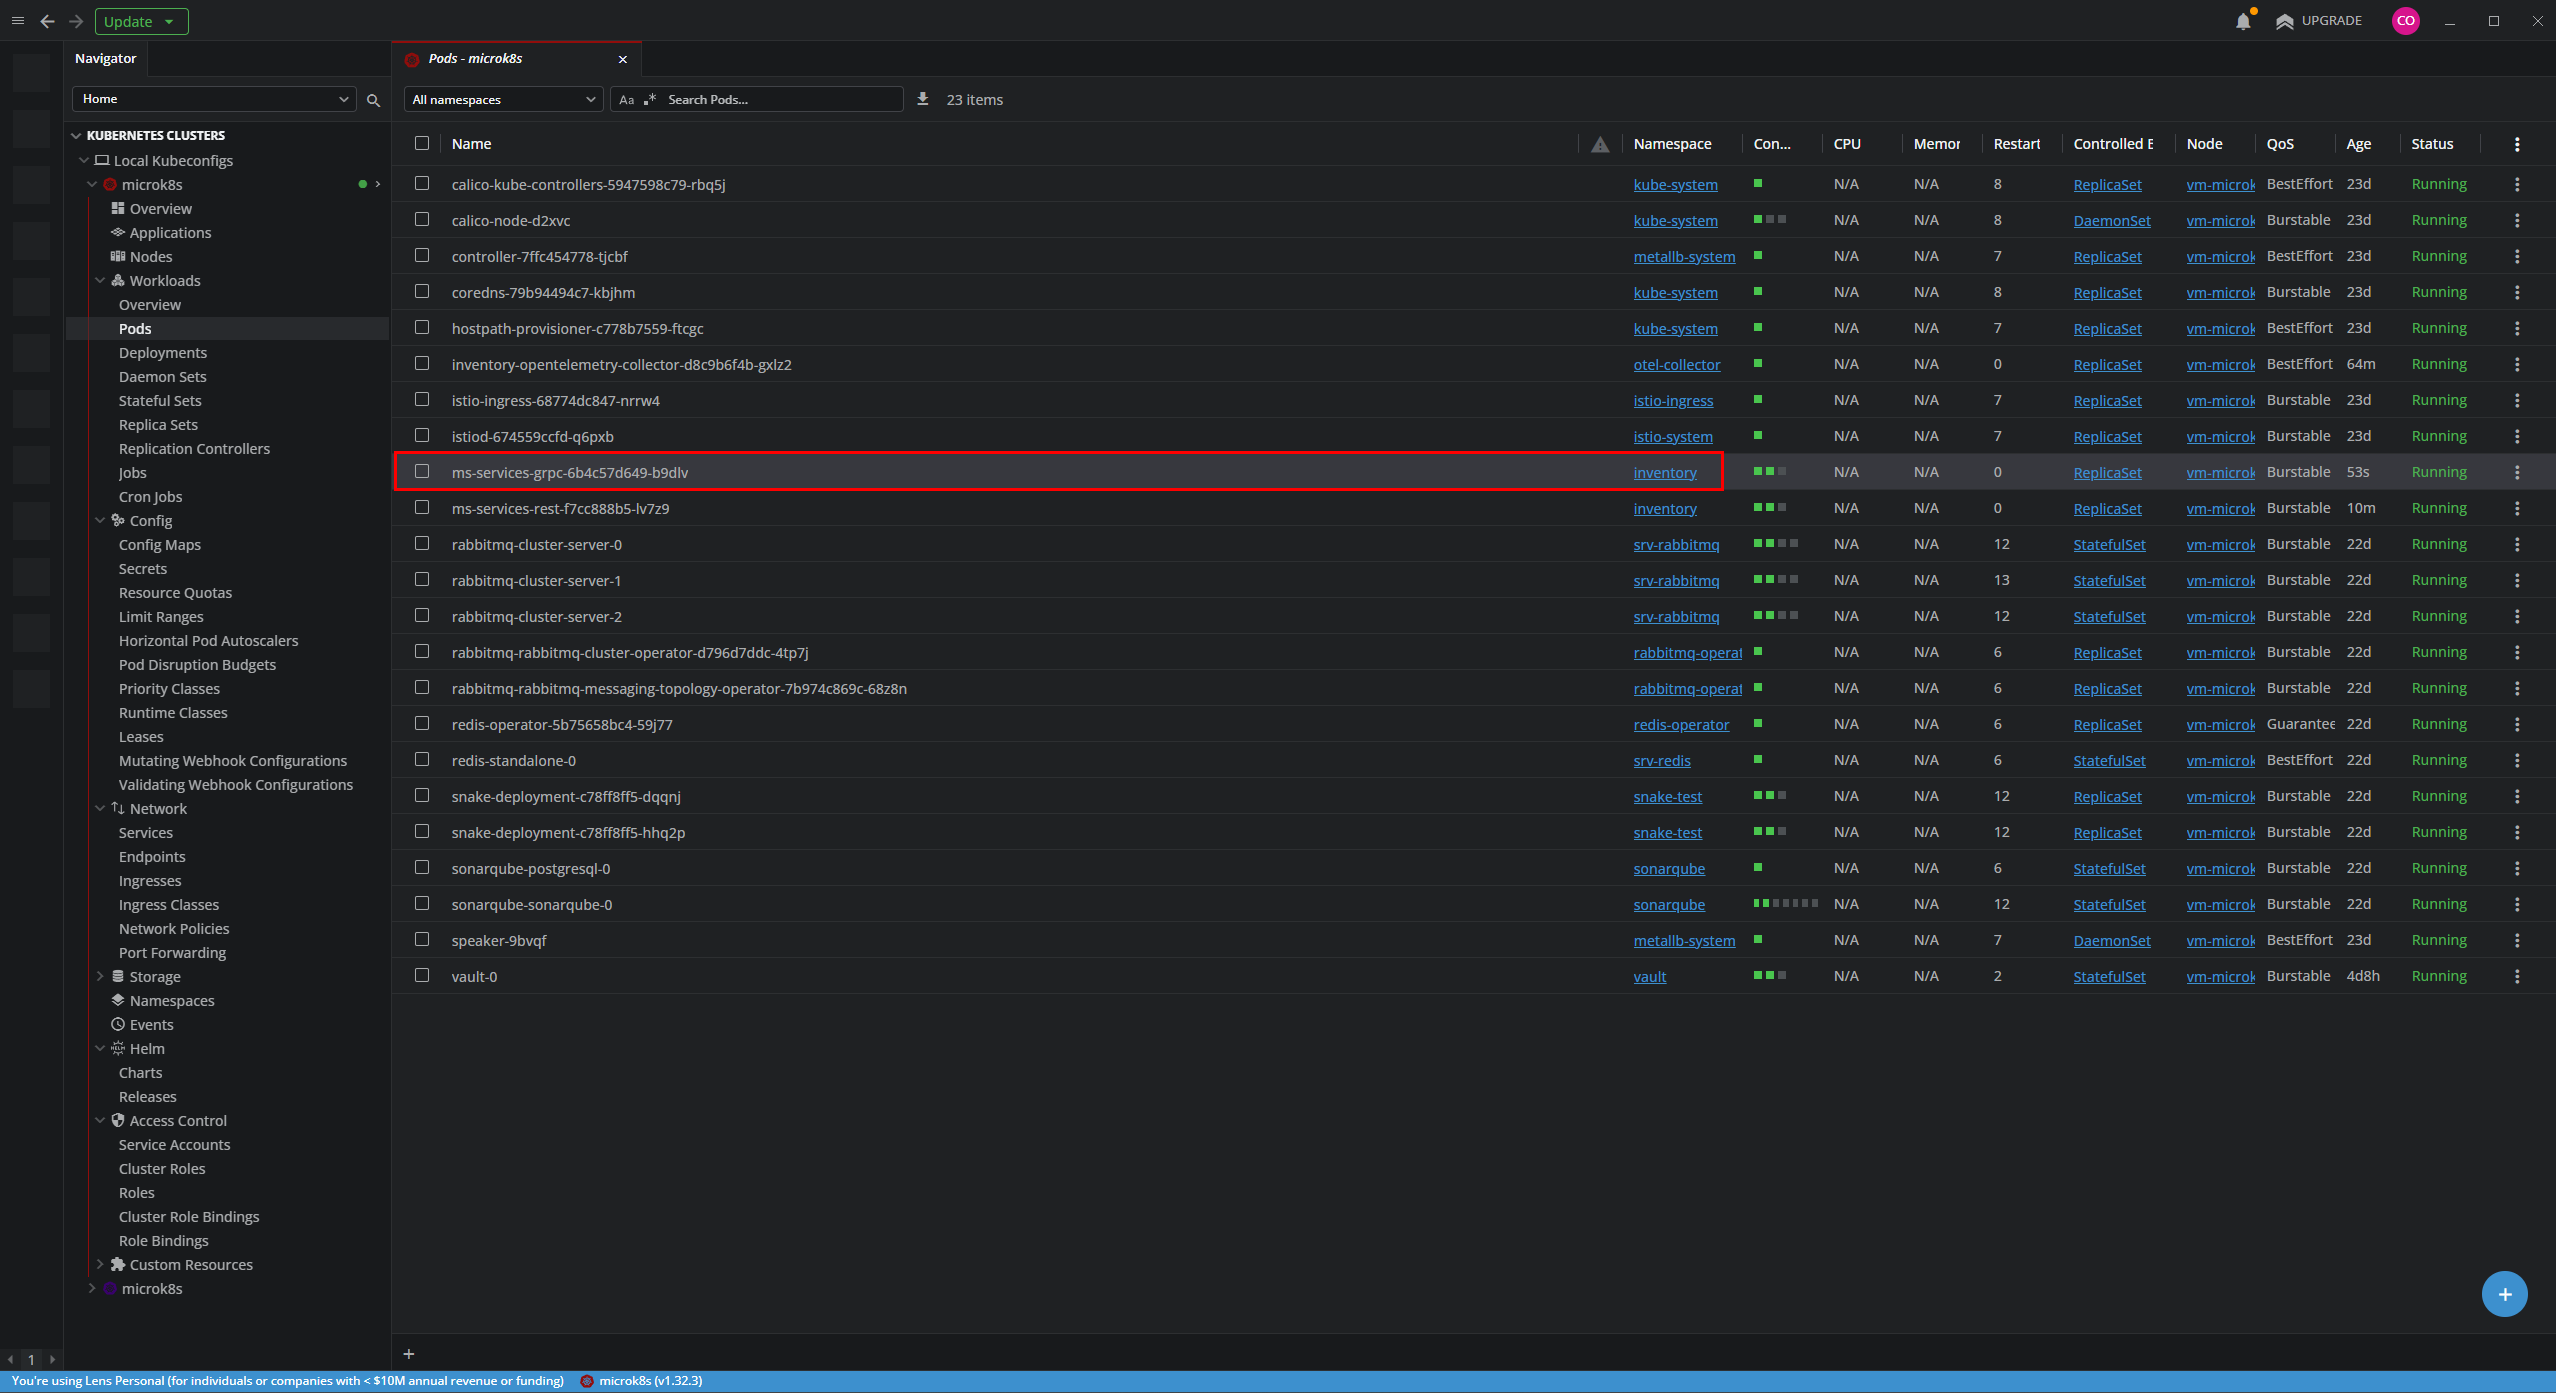 Update
UPGRADE
CO
Navigator
Pods - microk8s
Home
All namespaces
Aa .* Search Pods...
23 items
KUBERNETES CLUSTERS
Local Kubeconfigs
microk8s
Overview
Applications
Nodes
Workloads
Overview
Pods
Deployments
Daemon Sets
Stateful Sets
Replica Sets
Replication Controllers
Jobs
Cron Jobs
Config
Config Maps
Secrets
Resource Quotas
Limit Ranges
Horizontal Pod Autoscalers
Pod Disruption Budgets
Priority Classes
Runtime Classes
Leases
Mutating Webhook Configurations
Validating Webhook Configurations
Network
Services
Endpoints
Ingresses
Ingress Classes
Network Policies
Port Forwarding
Storage
Namespaces
Events
Helm
Charts
Releases
Access Control
Service Accounts
Cluster Roles
Roles
Cluster Role Bindings
Role Bindings
Custom Resources
microk8s
Name Namespace Con... CPU Memor Restart Controlled E Node QoS Age Status
calico-kube-controllers-5947598c79-rbq5j kube-system N/A N/A 8 ReplicaSet vm-microk BestEffort 23d Running
calico-node-d2xvc kube-system N/A N/A 8 DaemonSet vm-microk Burstable 23d Running
controller-7ffc454778-tjcbf metallb-system N/A N/A 7 ReplicaSet vm-microk BestEffort 23d Running
coredns-79b94494c7-kbjhm kube-system N/A N/A 8 ReplicaSet vm-microk Burstable 23d Running
hostpath-provisioner-c778b7559-ftcgc kube-system N/A N/A 7 ReplicaSet vm-microk BestEffort 23d Running
inventory-opentelemetry-collector-d8c9b6f4b-gxlz2 otel-collector N/A N/A 0 ReplicaSet vm-microk BestEffort 64m Running
istio-ingress-68774dc847-nrrw4 istio-ingress N/A N/A 7 ReplicaSet vm-microk Burstable 23d Running
istiod-674559ccfd-q6pxb istio-system N/A N/A 7 ReplicaSet vm-microk Burstable 23d Running
ms-services-grpc-6b4c57d649-b9dlv inventory N/A N/A 0 ReplicaSet vm-microk Burstable 53s Running
ms-services-rest-f7cc888b5-lv7z9 inventory N/A N/A 0 ReplicaSet vm-microk Burstable 10m Running
rabbitmq-cluster-server-0 srv-rabbitmq N/A N/A 12 StatefulSet vm-microk Burstable 22d Running
rabbitmq-cluster-server-1 srv-rabbitmq N/A N/A 13 StatefulSet vm-microk Burstable 22d Running
rabbitmq-cluster-server-2 srv-rabbitmq N/A N/A 12 StatefulSet vm-microk Burstable 22d Running
rabbitmq-rabbitmq-cluster-operator-d796d7ddc-4tp7j rabbitmq-operat N/A N/A 6 ReplicaSet vm-microk Burstable 22d Running
rabbitmq-rabbitmq-messaging-topology-operator-7b974c869c-68z8n rabbitmq-operat N/A N/A 6 ReplicaSet vm-microk Burstable 22d Running
redis-operator-5b75658bc4-59j77 redis-operator N/A N/A 6 ReplicaSet vm-microk Guarantee 22d Running
redis-standalone-0 srv-redis N/A N/A 6 StatefulSet vm-microk BestEffort 22d Running
snake-deployment-c78ff8ff5-dqqnj snake-test N/A N/A 12 ReplicaSet vm-microk Burstable 22d Running
snake-deployment-c78ff8ff5-hhq2p snake-test N/A N/A 12 ReplicaSet vm-microk Burstable 22d Running
sonarqube-postgresql-0 sonarqube N/A N/A 6 StatefulSet vm-microk Burstable 22d Running
sonarqube-sonarqube-0 sonarqube N/A N/A 12 StatefulSet vm-microk Burstable 22d Running
speaker-9bvqf metallb-system N/A N/A 7 DaemonSet vm-microk BestEffort 23d Running
vault-0 vault N/A N/A 2 StatefulSet vm-microk Burstable 4d8h Running
1
You're using Lens Personal (for individuals or companies with < $10M annual revenue or funding) microk8s (v1.32.3)